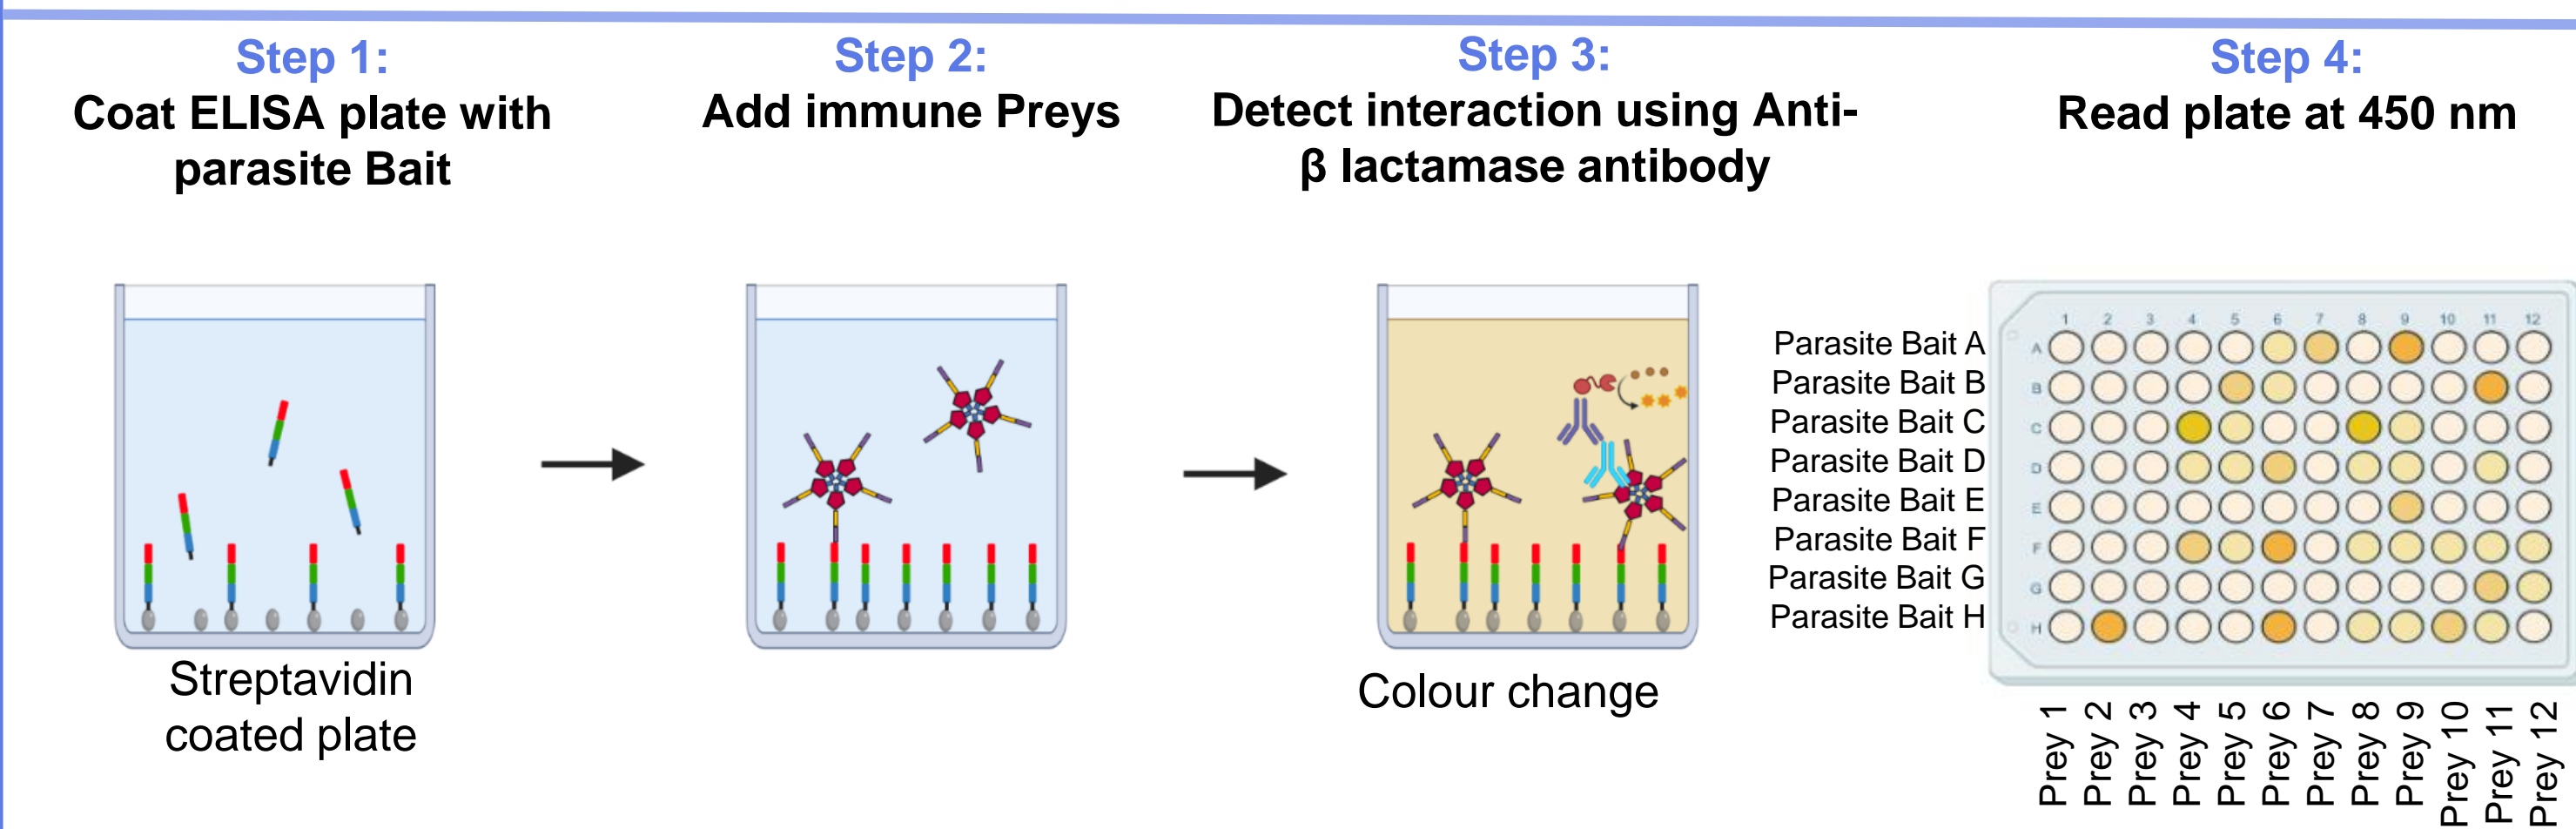 Step 1:
Coat ELISA plate with
parasite Bait
Streptavidin
coated plate
Step 2:
Add immune Preys
Step 3:
Detect interaction using Anti-
β lactamase antibody
Colour change
Step 4:
Read plate at 450 nm
1 2 3 4 5 6 7 8 9 10 11 12
Parasite Bait A
Parasite Bait B
Parasite Bait C
Parasite Bait D
Parasite Bait E
Parasite Bait F
Parasite Bait G
Parasite Bait H
A
B
C
D
E
F
G
H
Prey 1
Prey 2
Prey 3
Prey 4
Prey 5
Prey 6
Prey 7
Prey 8
Prey 9
Prey 10
Prey 11
Prey 12